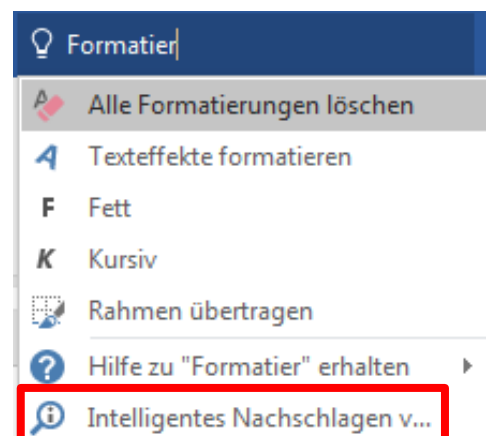 Formatier
Alle Formatierungen löschen
A Texteffekte formatieren
F Fett
K Kursiv
Rahmen übertragen
? Hilfe zu "Formatier" erhalten
Intelligentes Nachschlagen v...